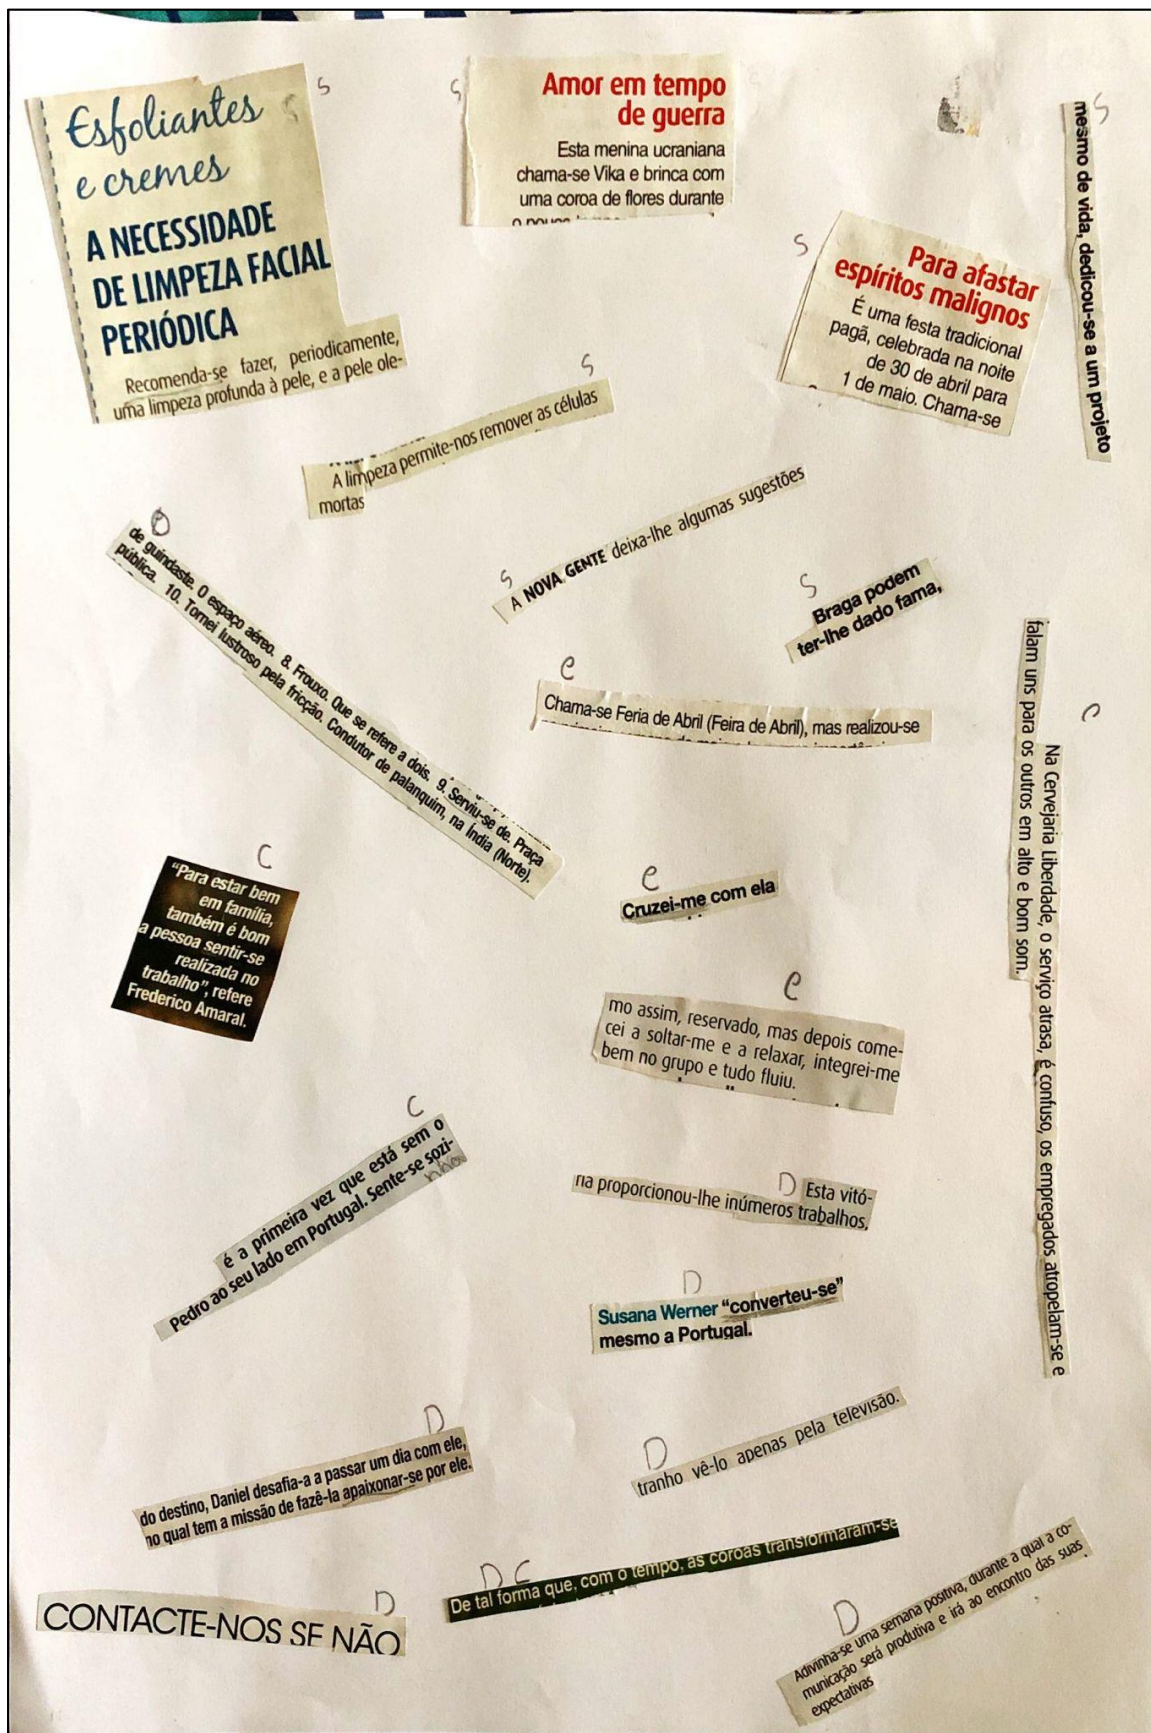 S
Esfoliantes
e cremes
A NECESSIDADE
DE LIMPEZA FACIAL
PERIÓDICA
Recomenda-se fazer, periodicamente,
uma limpeza profunda à pele, e a pele ole-
S
Amor em tempo
de guerra
Esta menina ucraniana
chama-se Vika e brinca com
uma coroa de flores durante
S
mesmo de vida, dedicou-se a um projeto
S
Para afastar
espíritos malignos
É uma festa tradicional
pagã, celebrada na noite
de 30 de abril para
1 de maio. Chama-se
S
A limpeza permite-nos remover as células
mortas
S
A NOVA GENTE deixa-lhe algumas sugestões
D
de guindaste. O espaço aéreo. 8. Frouxo. Que se refere a dois. 9. Serviu-se de. Praça
pública. 10. Tornei lustroso pela fricção. Condutor de palanquim, na Índia (Norte).
S
Braga podem
ter-lhe dado fama,
e
Chama-se Feria de Abril (Feira de Abril), mas realizou-se
C
Na Cervejaria Liberdade, o serviço atrasa, é confuso, os empregados atropelam-se e
falam uns para os outros em alto e bom som.
C
"Para estar bem
em família,
também é bom
a pessoa sentir-se
realizada no
trabalho", refere
Frederico Amaral.
e
Cruzei-me com ela
e
mo assim, reservado, mas depois come-
cei a soltar-me e a relaxar, integrei-me
bem no grupo e tudo fluiu.
C
é a primeira vez que está sem o
Pedro ao seu lado em Portugal. Sente-se sozi-
nho
D
Esta vitó-
ria proporcionou-lhe inúmeros trabalhos,
D
Susana Werner "converteu-se"
mesmo a Portugal.
D
do destino, Daniel desafia-a a passar um dia com ele,
no qual tem a missão de fazê-la apaixonar-se por ele.
D
tranho vê-lo apenas pela televisão.
D C
De tal forma que, com o tempo, as coroas transformaram-se
D
CONTACTE-NOS SE NÃO
D
Adivinha-se uma semana positiva, durante a qual a co-
municação será produtiva e irá ao encontro das suas
expectativas